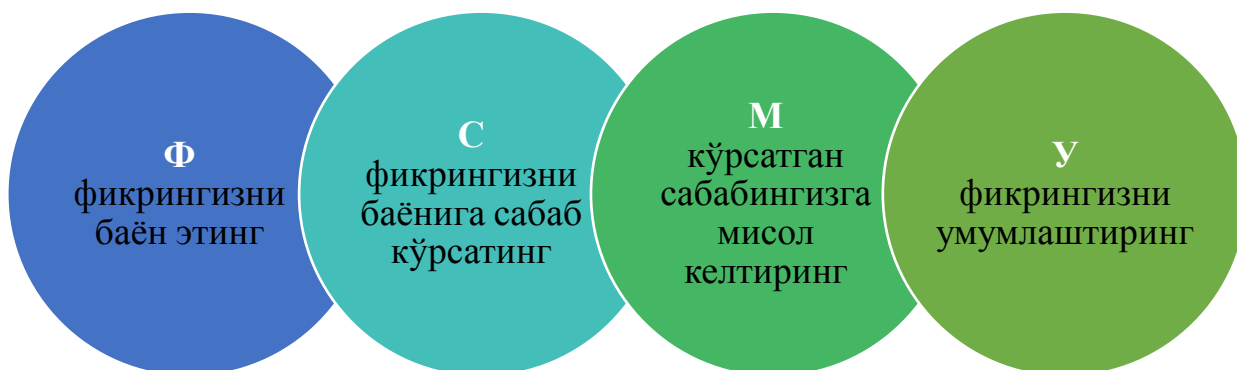 Ф
фикрингизни
баён этинг
С
фикрингизни
баёнига сабаб
кўрсатинг
М
кўрсатган
сабабингизга
мисол
келтиринг
У
фикрингизни
умумлаштиринг